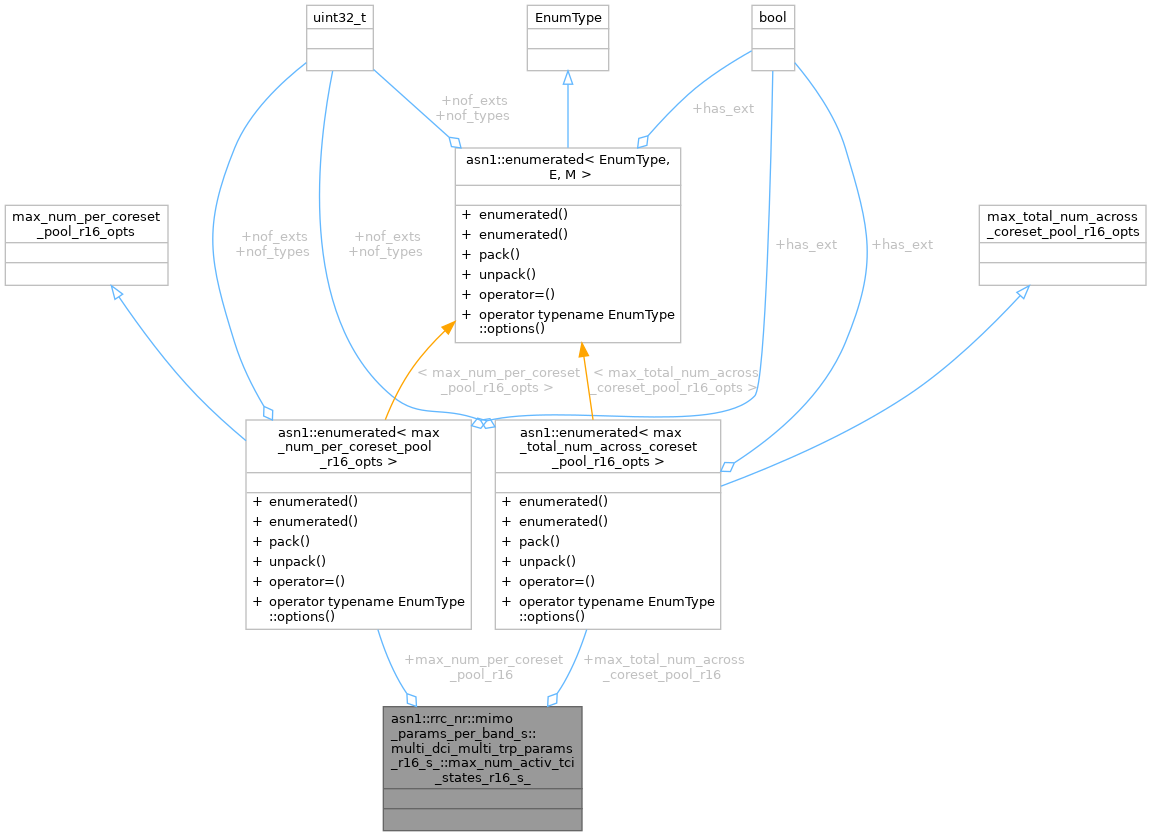 uint32_t
EnumType
bool
+nof_exts
+nof_types
+has_ext
asn1::enumerated< EnumType,
E, M >
+ enumerated()
+ enumerated()
+ pack()
+ unpack()
+ operator=()
+ operator typename EnumType
::options()
max_num_per_coreset
_pool_r16_opts
max_total_num_across
_coreset_pool_r16_opts
+nof_exts
+nof_types
+nof_exts
+nof_types
+has_ext
+has_ext
< max_num_per_coreset
_pool_r16_opts >
< max_total_num_across
_coreset_pool_r16_opts >
asn1::enumerated< max
_num_per_coreset_pool
_r16_opts >
+ enumerated()
+ enumerated()
+ pack()
+ unpack()
+ operator=()
+ operator typename EnumType
::options()
asn1::enumerated< max
_total_num_across_coreset
_pool_r16_opts >
+ enumerated()
+ enumerated()
+ pack()
+ unpack()
+ operator=()
+ operator typename EnumType
::options()
+max_num_per_coreset
_pool_r16
+max_total_num_across
_coreset_pool_r16
asn1::rrc_nr::mimo
_params_per_band_s::
multi_dci_multi_trp_params
_r16_s_::max_num_activ_tci
_states_r16_s_